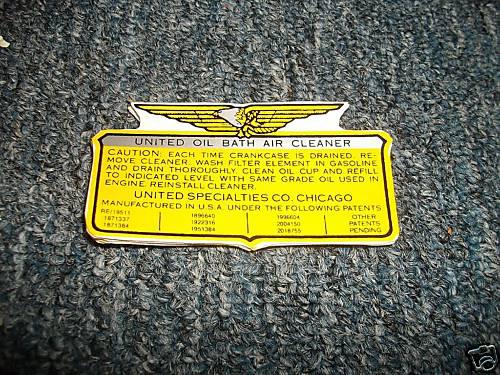 UNITED OIL BATH AIR CLEANER
CAUTION: EACH TIME CRANKCASE IS DRAINED, RE-
MOVE CLEANER. WASH FILTER ELEMENT IN GASOLINE
AND DRAIN THOROUGHLY. CLEAN OIL CUP AND REFILL
TO INDICATED LEVEL WITH SAME GRADE OIL USED IN
ENGINE REINSTALL CLEANER.
UNITED SPECIALTIES CO. CHICAGO
MANUFACTURED IN U.S.A. UNDER THE FOLLOWING PATENTS
RE/19511 1896640 1996604 OTHER
1871337 1922316 2004150 PATENTS
1871384 1951384 2018755 PENDING